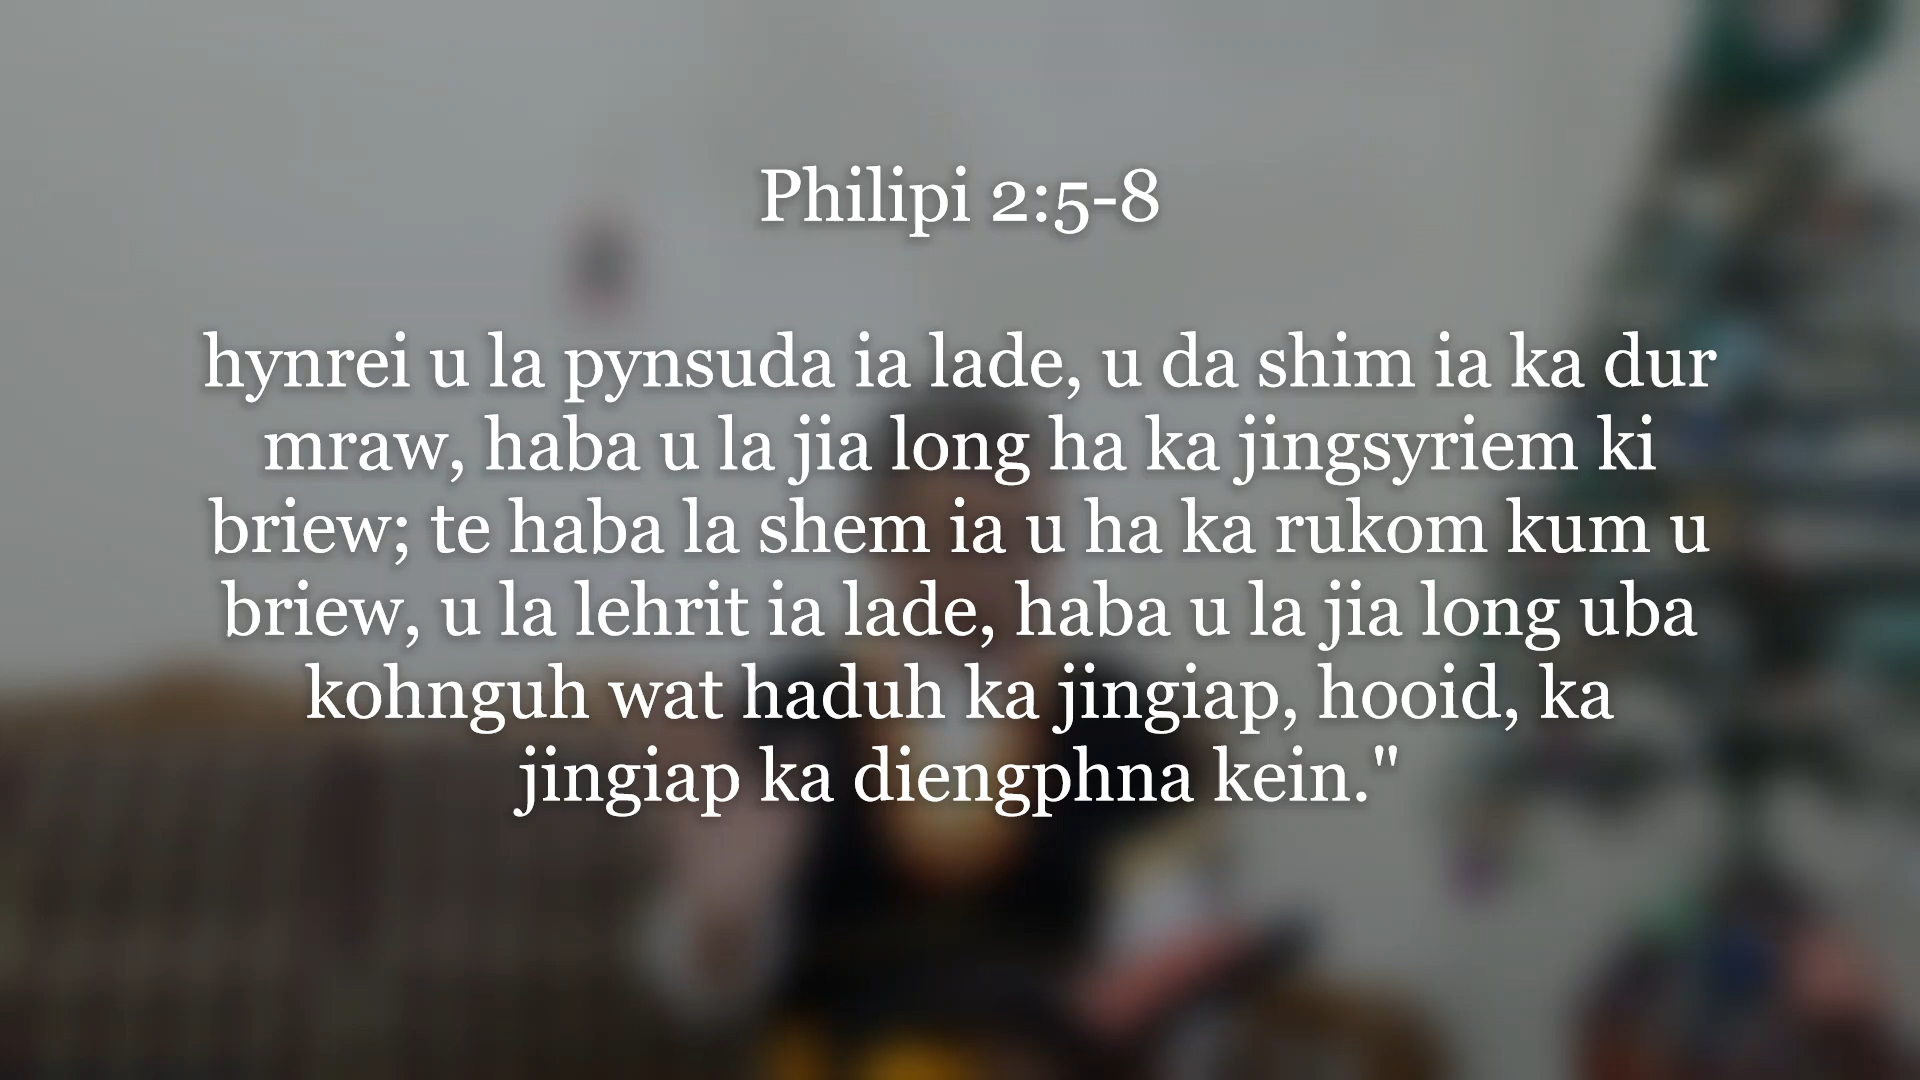 Philipi 2:5-8
hynrei u la pynsuda ia lade, u da shim ia ka dur
mraw, haba u la jia long ha ka jingsyriem ki
briew; te haba la shem ia u ha ka rukom kum u
briew, u la lehrit ia lade, haba u la jia long uba
kohnguh wat haduh ka jingiap, hooid, ka
jingiap ka diengphna kein."